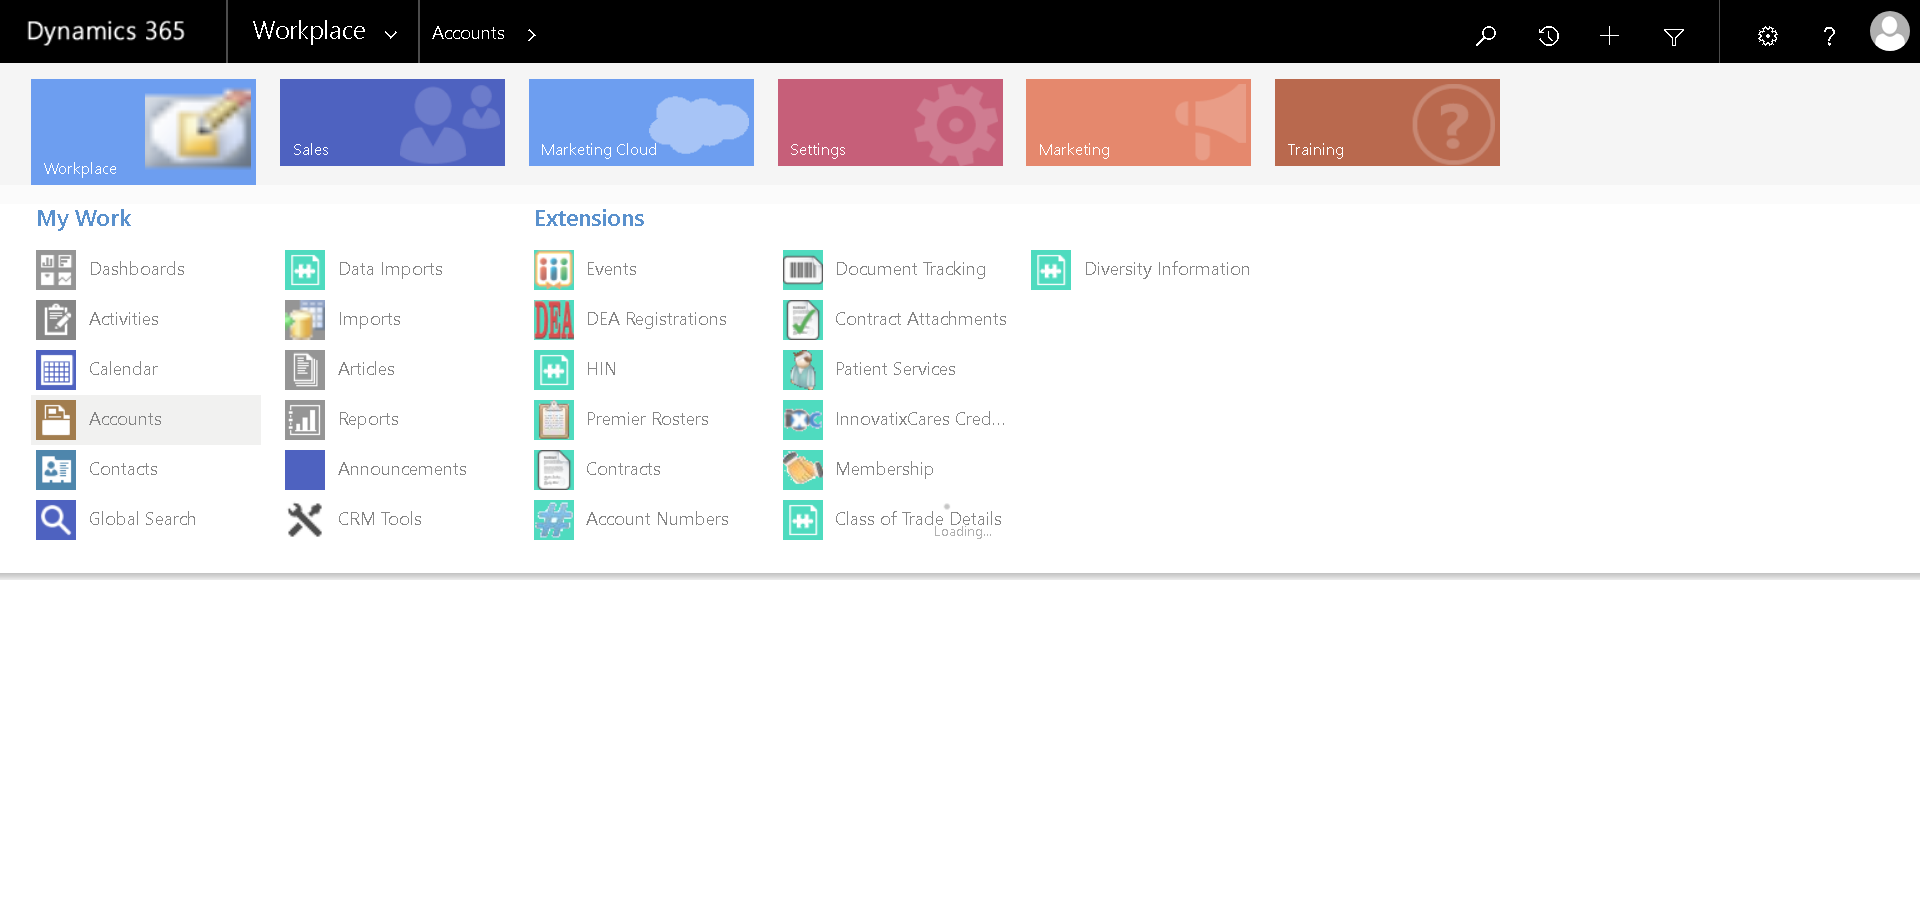 Dynamics 365
Workplace
Accounts
?
Workplace
Sales
Marketing Cloud
Settings
Marketing
Training
?
My Work
Dashboards
Activities
Calendar
Accounts
Contacts
Global Search
Data Imports
Imports
Articles
Reports
Announcements
CRM Tools
Extensions
Events
DEA
DEA Registrations
HIN
Premier Rosters
Contracts
#
Account Numbers
Document Tracking
Contract Attachments
Patient Services
InnovatixCares Cred...
Membership
Class of Trade Details
Diversity Information
Loading...